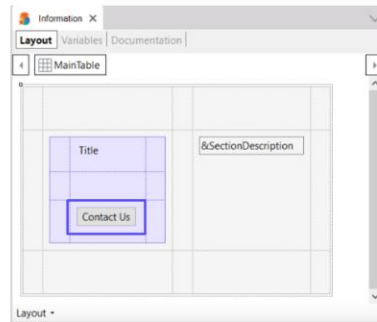 Information
Layout Variables Documentation
MainTable
Title
&SectionDescription
Contact Us
Layout